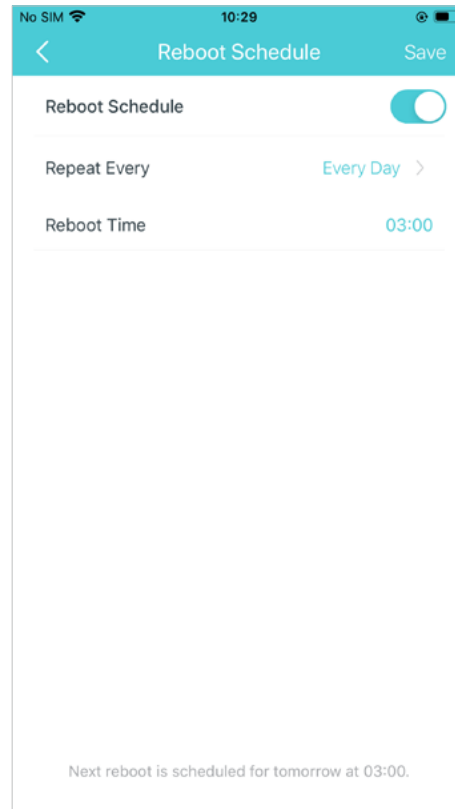 No SIM 10:29
Reboot Schedule Save
Reboot Schedule
Repeat Every Every Day
Reboot Time 03:00
Next reboot is scheduled for tomorrow at 03:00.